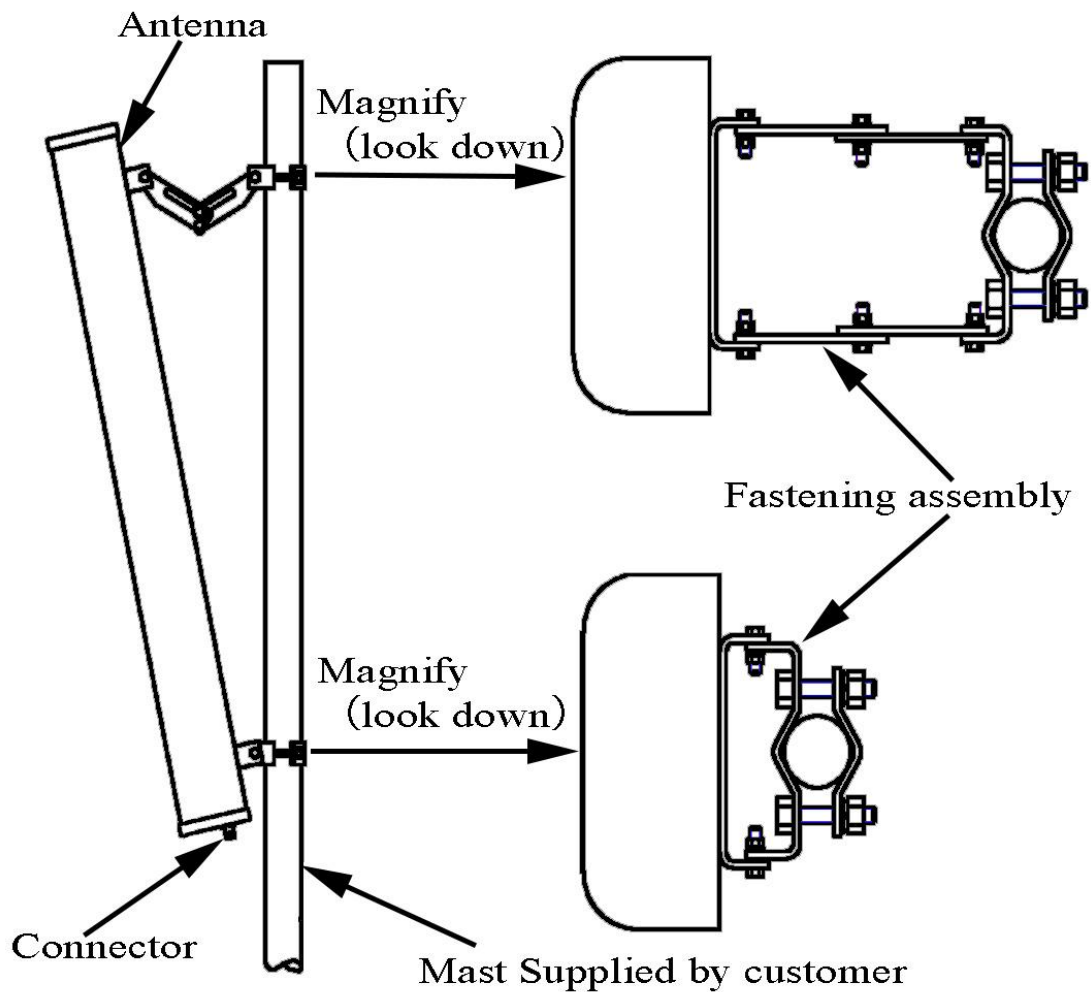 Antenna
Magnify
(look down)
Fastening assembly
Magnify
(look down)
Connector
Mast Supplied by customer